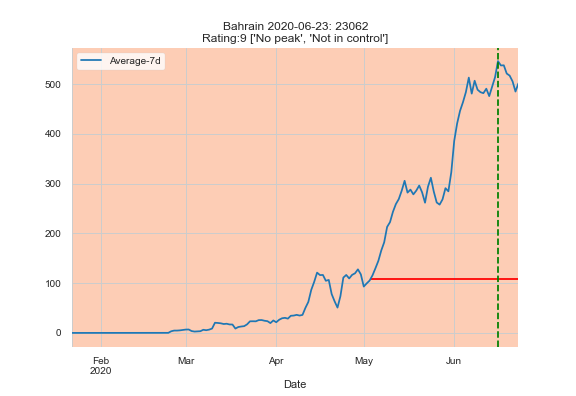 Bahrain 2020-06-23: 23062
Rating:9 ['No peak', 'Not in control']
Average-7d
500
400
300
200
100
0
Feb Mar Apr May Jun
2020
Date